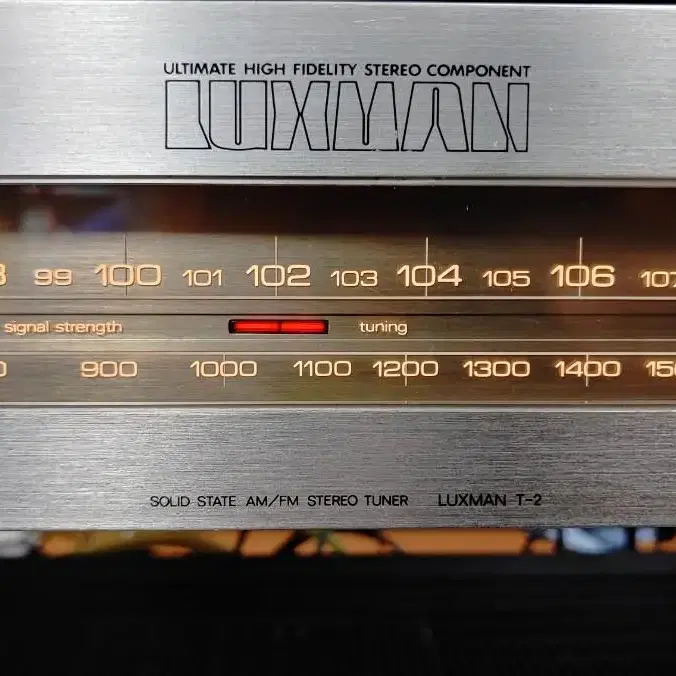 ULTIMATE HIGH FIDELITY STEREO COMPONENT
LUXMAN
99 100 101 102 103 104 105 106 107
signal strength tuning
900 1000 1100 1200 1300 1400
SOLID STATE AM/FM STEREO TUNER LUXMAN T-2